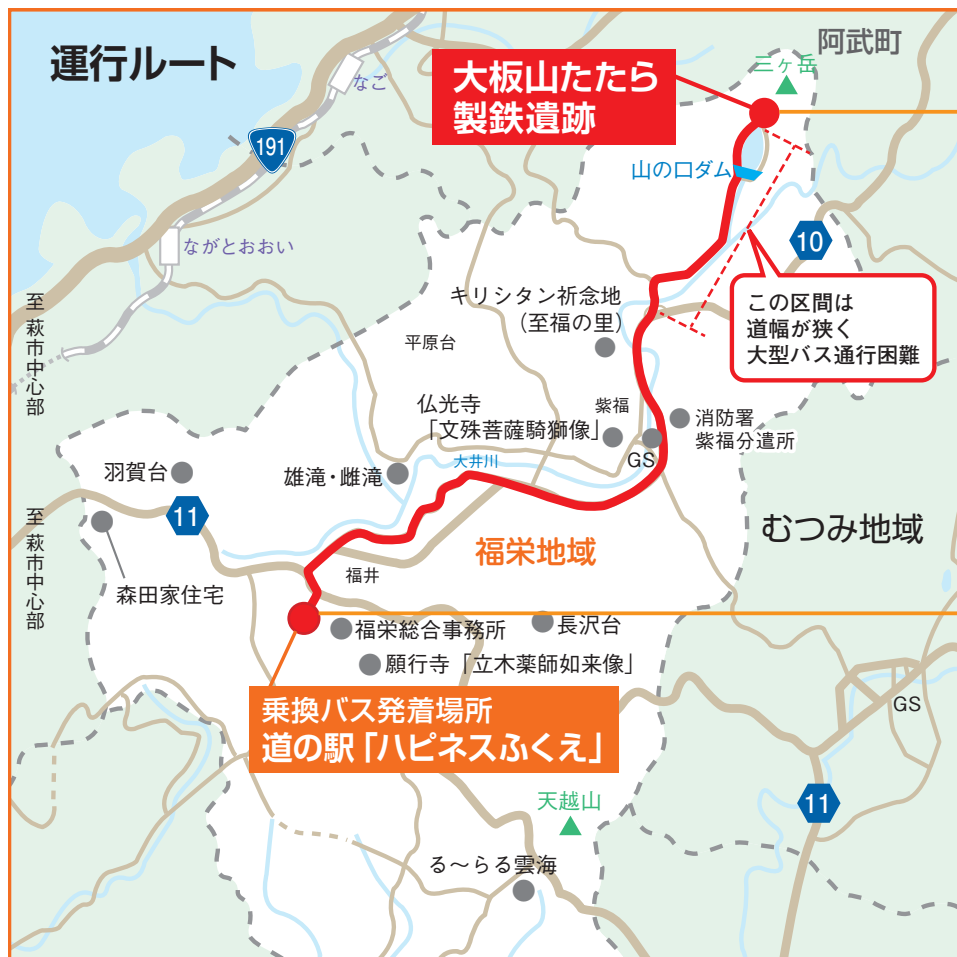 運行ルート
阿武町
三ヶ岳
なご
大板山たたら
製鉄遺跡
191
山の口ダム
ながとおおい
10
この区間は
道幅が狭く
大型バス通行困難
至 萩市中心部
キリシタン祈念地
（至福の里）
平原台
仏光寺
「文殊菩薩騎獅像」
紫福
GS
消防署
紫福分遣所
大井川
羽賀台
雄滝・雌滝
11
至 萩市中心部
むつみ地域
福栄地域
森田家住宅
福井
福栄総合事務所
長沢台
願行寺「立木薬師如来像」
GS
乗換バス発着場所
道の駅「ハピネスふくえ」
天越山
11
る〜らる雲海